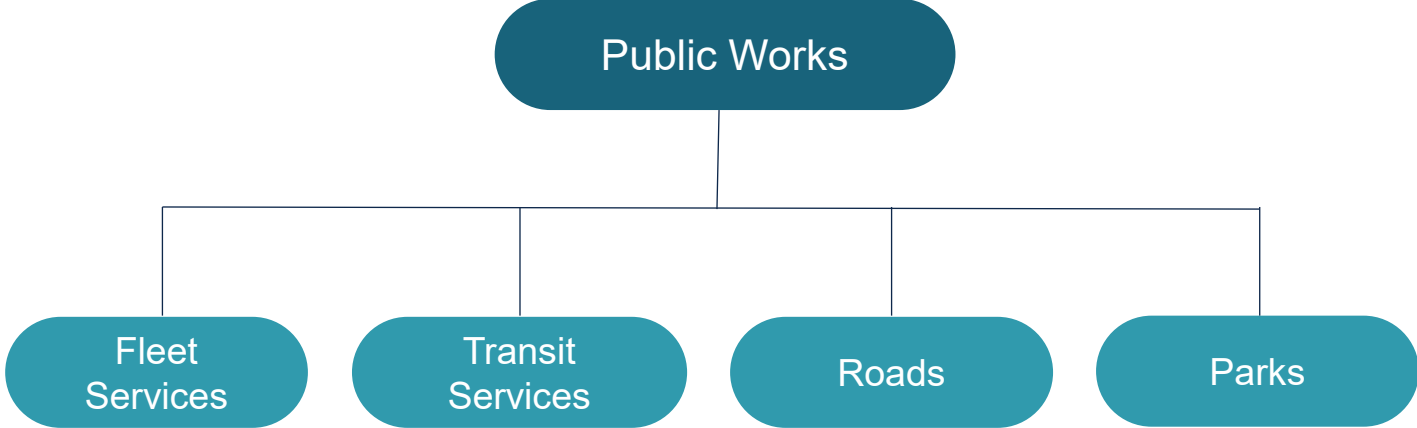 Public Works
Fleet
Services
Transit
Services
Roads
Parks